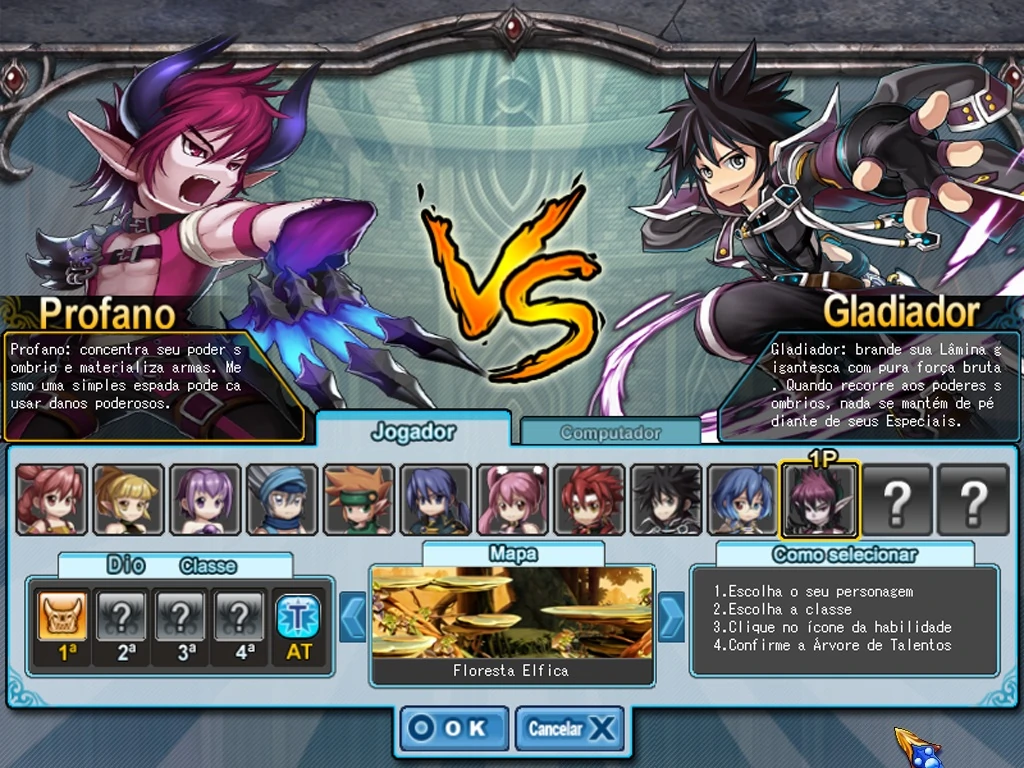 VS
Profano
Gladiador
Profano: concentra seu poder s
ombrio e materializa armas. Me
smo uma simples espada pode ca
usar danos poderosos.
Gladiador: brande sua Lâmina g
igantesca com pura força bruta
. Quando recorre aos poderes s
ombrios, nada se mantém de pé
diante de seus Especiais.
Jogador
Computador
1P
? ?
Dio Classe
Mapa
Como selecionar
? ? ? T
1ª 2ª 3ª 4ª AT
Floresta Elfica
1.Escolha o seu personagem
2.Escolha a classe
3.Clique no ícone da habilidade
4.Confirme a Árvore de Talentos
O OK
Cancelar X